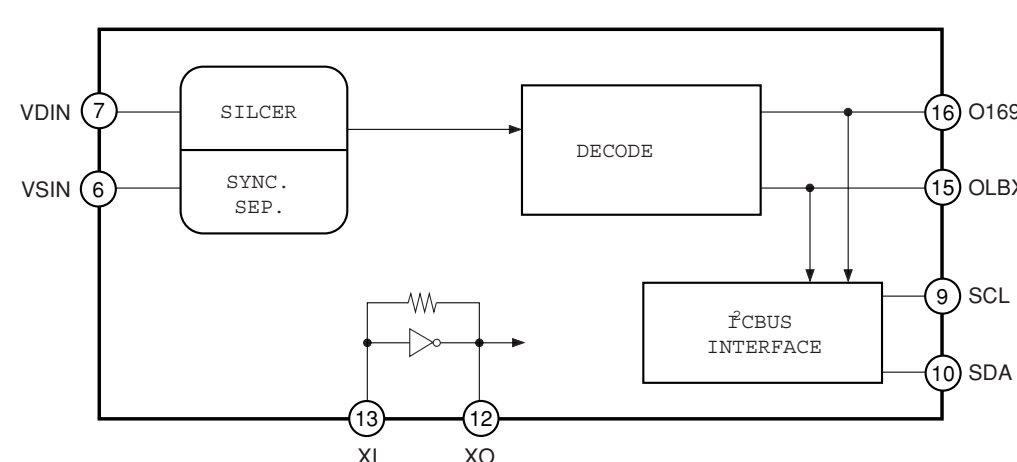 VDIN 7
SILCER
16 O169
DECODE
VSIN 6
SYNC.
SEP.
15 OLBX
9 SCL
I²CBUS
INTERFACE
10 SDA
13
12
XI
XO